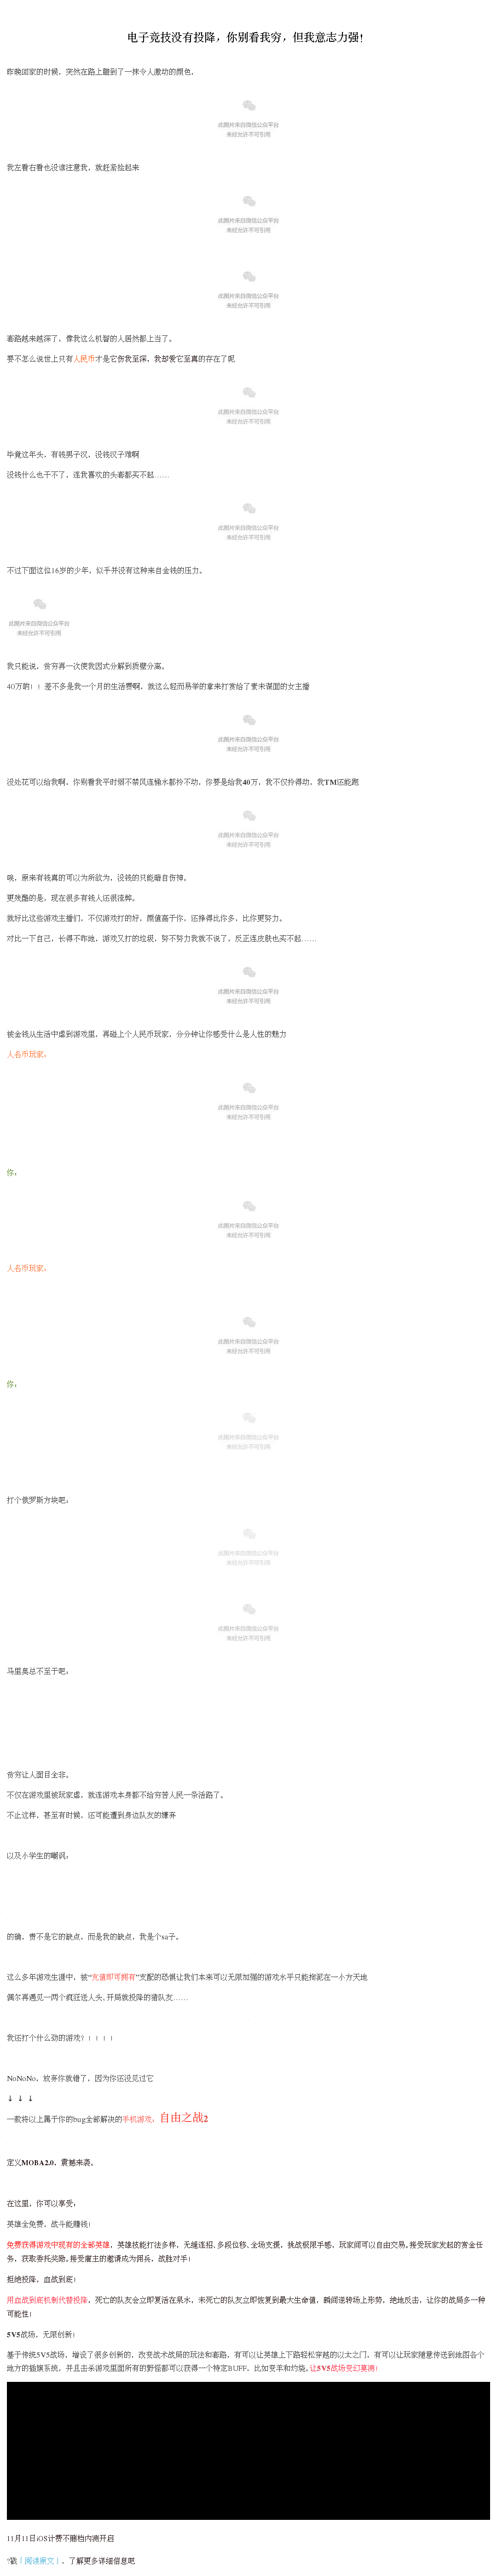 电子竞技没有投降，你别看我穷，但我意志力强！
昨晚回家的时候，突然在路上瞄到了一抹令人激动的颜色，
此图片来自微信公众平台
未经允许不可引用
我左看右看也没谁注意我，就赶紧捡起来
此图片来自微信公众平台
未经允许不可引用
此图片来自微信公众平台
未经允许不可引用
套路越来越深了，像我这么机智的人居然都上当了。
要不怎么说世上只有人民币才是它伤我至深，我却爱它至真的存在了呢
此图片来自微信公众平台
未经允许不可引用
毕竟这年头，有钱男子汉，没钱汉子难啊
没钱什么也干不了，连我喜欢的头套都买不起……
此图片来自微信公众平台
未经允许不可引用
不过下面这位16岁的少年，似乎并没有这种来自金钱的压力。
此图片来自微信公众平台
未经允许不可引用
我只能说，贫穷再一次使我因式分解到质壁分离。
40万哟！！差不多是我一个月的生活费啊，就这么轻而易举的拿来打赏给了素未谋面的女主播
此图片来自微信公众平台
未经允许不可引用
没处花可以给我啊，你别看我平时弱不禁风连桶水都拎不动，你要是给我40万，我不仅拎得动，我TM还能跑
此图片来自微信公众平台
未经允许不可引用
唉，原来有钱真的可以为所欲为，没钱的只能暗自伤神。
更残酷的是，现在很多有钱人还很流弊。
就好比这些游戏主播们，不仅游戏打的好，颜值高于你，还挣得比你多，比你更努力。
对比一下自己，长得不咋地，游戏又打的垃圾，努不努力我就不说了，反正连皮肤也买不起……
此图片来自微信公众平台
未经允许不可引用
被金钱从生活中虐到游戏里，再碰上个人民币玩家，分分钟让你感受什么是人性的魅力
人名币玩家：
此图片来自微信公众平台
未经允许不可引用
你：
此图片来自微信公众平台
未经允许不可引用
人名币玩家：
此图片来自微信公众平台
未经允许不可引用
你：
此图片来自微信公众平台
未经允许不可引用
打个俄罗斯方块吧：
此图片来自微信公众平台
未经允许不可引用
此图片来自微信公众平台
未经允许不可引用
马里奥总不至于吧：
贫穷让人面目全非。
不仅在游戏里被玩家虐，就连游戏本身都不给穷苦人民一条活路了。
不止这样，甚至有时候，还可能遭到身边队友的嫌弃
以及小学生的嘲讽：
的确，贵不是它的缺点，而是我的缺点，我是个sa子。
这么多年游戏生涯中，被“充值即可拥有”支配的恐惧让我们本来可以无限加强的游戏水平只能拘泥在一小方天地
偶尔再遇见一两个疯狂送人头、开局就投降的猪队友……
我还打个什么劲的游戏？！！！！
NoNoNo，放弃你就错了，因为你还没见过它
↓ ↓ ↓
一款将以上属于你的bug全部解决的手机游戏：自由之战2
定义MOBA2.0，震撼来袭。
在这里，你可以享受：
英雄全免费，战斗能赚钱！
免费获得游戏中现有的全部英雄，英雄技能打法多样，无缝连招、多段位移、全场支援，挑战极限手感，玩家间可以自由交易。接受玩家发起的赏金任
务，获取委托奖励。接受雇主的邀请成为佣兵，战胜对手！
拒绝投降，血战到底！
用血战到底机制代替投降，死亡的队友会立即复活在泉水，未死亡的队友立即恢复到最大生命值，瞬间逆转场上形势，绝地反击，让你的战局多一种
可能性！
5V5战场，无限创新！
基于传统5V5战场，增设了很多创新的，改变战术战局的玩法和套路，有可以让英雄上下路轻松穿越的以太之门，有可以让玩家随意传送到地图各个
地方的插旗系统，并且击杀游戏里面所有的野怪都可以获得一个特定BUFF，比如变羊和灼烧。让5V5战场变幻莫测！
11月11日iOS计费不删档内测开启
?戳「阅读原文」，了解更多详细信息吧